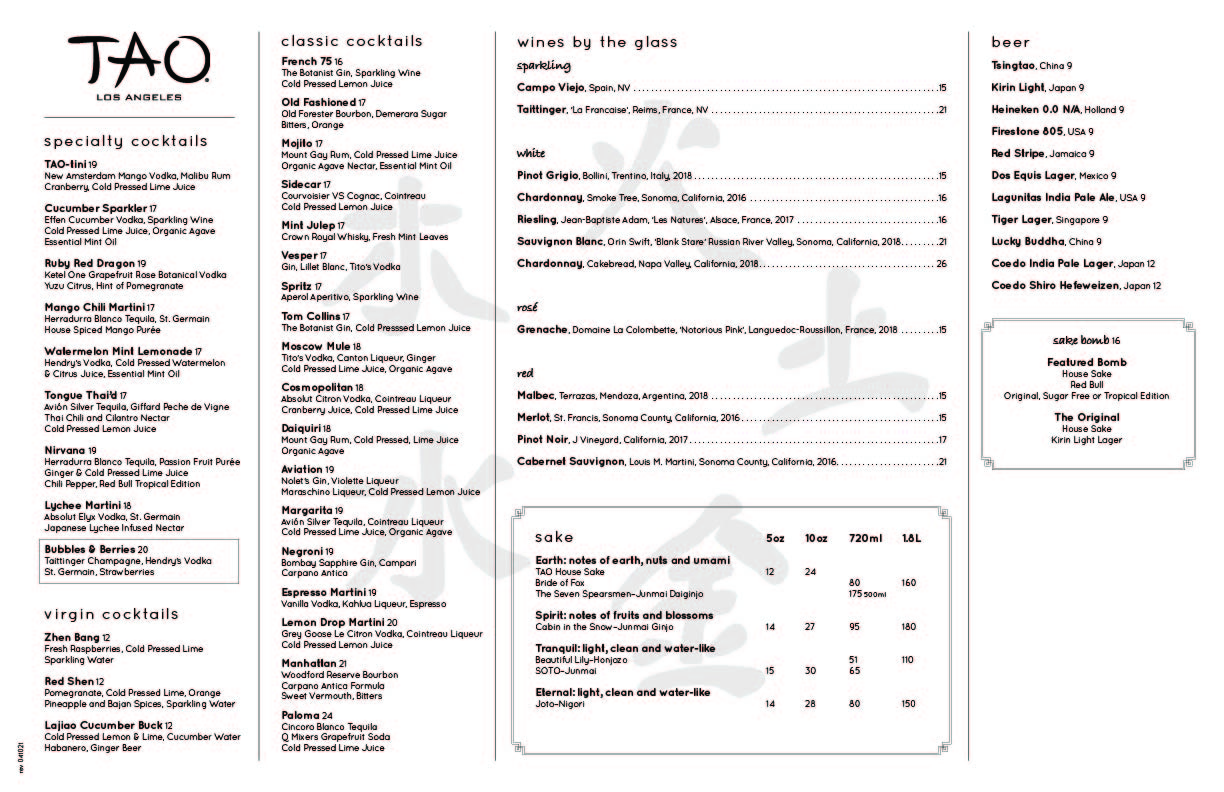 TAO
LOS ANGELES
specialty cocktails
TAO-tini 19
New Amsterdam Mango Vodka, Malibu Rum
Cranberry, Cold Pressed Lime Juice
Cucumber Sparkler 17
Effen Cucumber Vodka, Sparkling Wine
Cold Pressed Lime Juice, Organic Agave
Essential Mint Oil
Ruby Red Dragon 19
Ketel One Grapefruit Rose Botanical Vodka
Yuzu Citrus, Hint of Pomegranate
Mango Chili Martini 17
Herradurra Blanco Tequila, St. Germain
House Spiced Mango Purée
Watermelon Mint Lemonade 17
Hendry's Vodka, Cold Pressed Watermelon
& Citrus Juice, Essential Mint Oil
Tongue Thai'd 17
Avión Silver Tequila, Giffard Peche de Vigne
Thai Chili and Cilantro Nectar
Cold Pressed Lemon Juice
Nirvana 19
Herradurra Blanco Tequila, Passion Fruit Purée
Ginger & Cold Pressed Lime Juice
Chili Pepper, Red Bull Tropical Edition
Lychee Martini 18
Absolut Elyx Vodka, St. Germain
Japanese Lychee Infused Nectar
Bubbles & Berries 20
Taittinger Champagne, Hendry's Vodka
St. Germain, Strawberries
virgin cocktails
Zhen Bang 12
Fresh Raspberries, Cold Pressed Lime
Sparkling Water
Red Shen 12
Pomegranate, Cold Pressed Lime, Orange
Pineapple and Bajan Spices, Sparkling Water
Lajiao Cucumber Buck 12
Cold Pressed Lemon & Lime, Cucumber Water
Habanero, Ginger Beer
rev 041021
classic cocktails
French 75 16
The Botanist Gin, Sparkling Wine
Cold Pressed Lemon Juice
Old Fashioned 17
Old Forester Bourbon, Demerara Sugar
Bitters, Orange
Mojito 17
Mount Gay Rum, Cold Pressed Lime Juice
Organic Agave Nectar, Essential Mint Oil
Sidecar 17
Courvoisier VS Cognac, Cointreau
Cold Pressed Lemon Juice
Mint Julep 17
Crown Royal Whisky, Fresh Mint Leaves
Vesper 17
Gin, Lillet Blanc, Tito's Vodka
Spritz 17
Aperol Aperitivo, Sparkling Wine
Tom Collins 17
The Botanist Gin, Cold Presssed Lemon Juice
Moscow Mule 18
Tito's Vodka, Canton Liqueur, Ginger
Cold Pressed Lime Juice, Organic Agave
Cosmopolitan 18
Absolut Citron Vodka, Cointreau Liqueur
Cranberry Juice, Cold Pressed Lime Juice
Daiquiri 18
Mount Gay Rum, Cold Pressed, Lime Juice
Organic Agave
Aviation 19
Nolet's Gin, Violette Liqueur
Maraschino Liqueur, Cold Pressed Lemon Juice
Margarita 19
Avión Silver Tequila, Cointreau Liqueur
Cold Pressed Lime Juice, Organic Agave
Negroni 19
Bombay Sapphire Gin, Campari
Carpano Antica
Espresso Martini 19
Vanilla Vodka, Kahlua Liqueur, Espresso
Lemon Drop Martini 20
Grey Goose Le Citron Vodka, Cointreau Liqueur
Cold Pressed Lemon Juice
Manhattan 21
Woodford Reserve Bourbon
Carpano Antica Formula
Sweet Vermouth, Bitters
Paloma 24
Cincoro Blanco Tequila
Q Mixers Grapefruit Soda
Cold Pressed Lime Juice
wines by the glass
sparkling
Campo Viejo, Spain, NV 15
Taittinger, 'La Francaise', Reims, France, NV 21
white
Pinot Grigio, Bollini, Trentino, Italy, 2018 15
Chardonnay, Smoke Tree, Sonoma, California, 2016 16
Riesling, Jean-Baptiste Adam, 'Les Natures', Alsace, France, 2017 16
Sauvignon Blanc, Orin Swift, 'Blank Stare' Russian River Valley, Sonoma, California, 2018 21
Chardonnay, Cakebread, Napa Valley, California, 2018 26
rosé
Grenache, Domaine La Colombette, 'Notorious Pink', Languedoc-Roussillon, France, 2018 15
red
Malbec, Terrazas, Mendoza, Argentina, 2018 15
Merlot, St. Francis, Sonoma County, California, 2016 15
Pinot Noir, J Vineyard, California, 2017 17
Cabernet Sauvignon, Louis M. Martini, Sonoma County, California, 2016 21
sake 5oz 10oz 720ml 1.8L
Earth: notes of earth, nuts and umami
TAO House Sake 12 24
Bride of Fox 80 160
The Seven Spearsmen-Junmai Daiginjo 175 500ml
Spirit: notes of fruits and blossoms
Cabin in the Snow-Junmai Ginjo 14 27 95 180
Tranquil: light, clean and water-like
Beautiful Lily-Honjozo 51 110
SOTO-Junmai 15 30 65
Eternal: light, clean and water-like
Joto-Nigori 14 28 80 150
beer
Tsingtao, China 9
Kirin Light, Japan 9
Heineken 0.0 N/A, Holland 9
Firestone 805, USA 9
Red Stripe, Jamaica 9
Dos Equis Lager, Mexico 9
Lagunitas India Pale Ale, USA 9
Tiger Lager, Singapore 9
Lucky Buddha, China 9
Coedo India Pale Lager, Japan 12
Coedo Shiro Hefeweizen, Japan 12
sake bomb 16
Featured Bomb
House Sake
Red Bull
Original, Sugar Free or Tropical Edition
The Original
House Sake
Kirin Light Lager
火
木
土
水
金